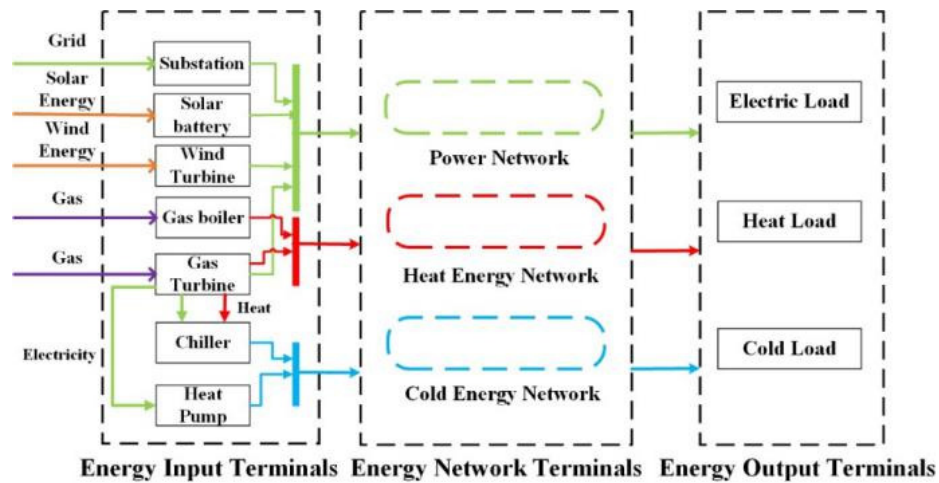 Grid
Substation
Solar
Energy
Solar
battery
Wind
Energy
Wind
Turbine
Gas
Gas boiler
Gas
Gas
Turbine
Heat
Chiller
Electricity
Heat
Pump
Energy Input Terminals
Power Network
Heat Energy Network
Cold Energy Network
Energy Network Terminals
Electric Load
Heat Load
Cold Load
Energy Output Terminals